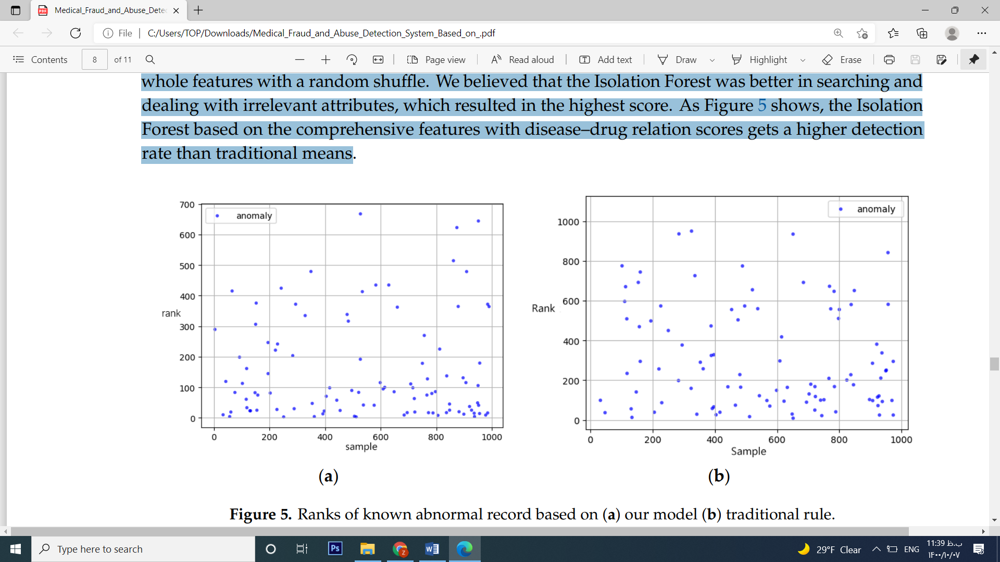 Medical_Fraud_and_Abuse_Dete
File
C:/Users/TOP/Downloads/Medical_Fraud_and_Abuse_Detection_System_Based_on_.pdf
Contents 8 of 11 Page view Read aloud Add text Draw Highlight Erase
whole features with a random shuffle. We believed that the Isolation Forest was better in searching and
dealing with irrelevant attributes, which resulted in the highest score. As Figure 5 shows, the Isolation
Forest based on the comprehensive features with disease–drug relation scores gets a higher detection
rate than traditional means.
anomaly
700
600
500
400
rank
300
200
100
0
0 200 400 600 800 1000
sample
(a)
anomaly
1000
800
600
Rank
400
200
0
0 200 400 600 800 1000
Sample
(b)
Figure 5. Ranks of known abnormal record based on (a) our model (b) traditional rule.
Type here to search
Ps
Z
W
29°F Clear
ENG
11:39 ب.ظ
۱۴۰۰/۱۰/۰۷